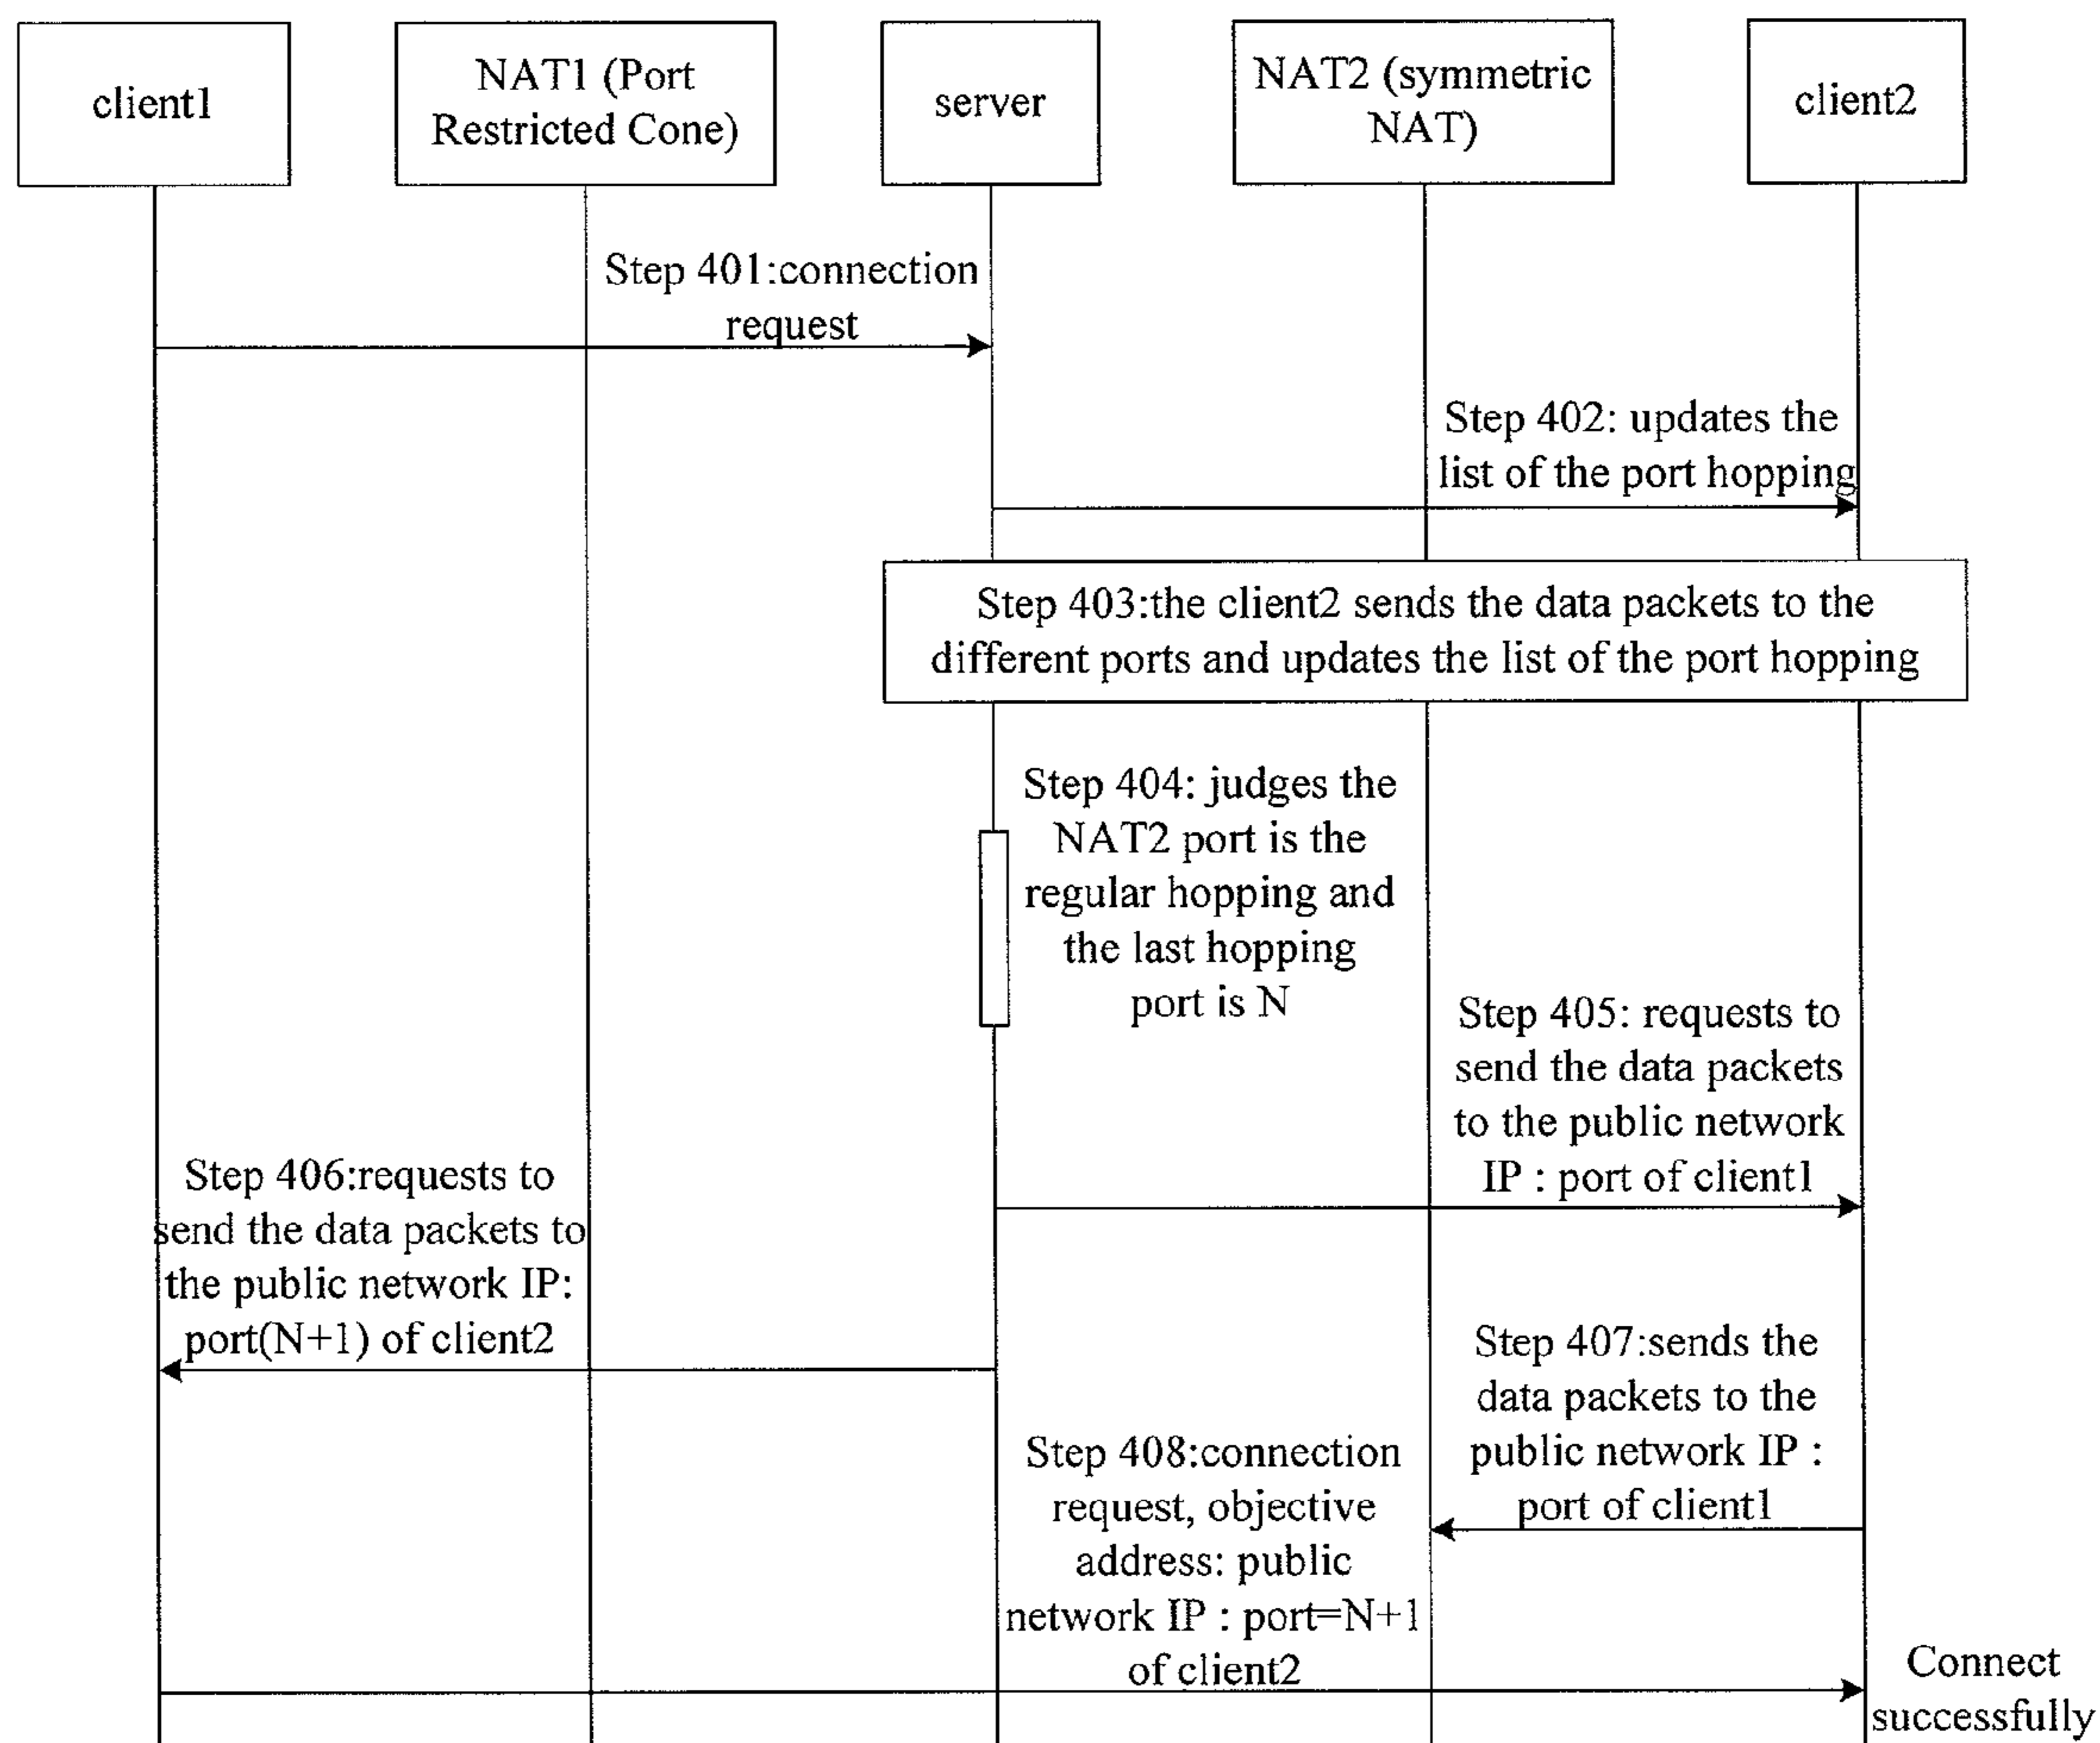 client1
NAT1 (Port
Restricted Cone)
server
NAT2 (symmetric
NAT)
client2
Step 401:connection
request
Step 402: updates the
list of the port hopping
Step 403:the client2 sends the data packets to the
different ports and updates the list of the port hopping
Step 404: judges the
NAT2 port is the
regular hopping and
the last hopping
port is N
Step 405: requests to
send the data packets
to the public network
IP : port of client1
Step 406:requests to
send the data packets to
the public network IP:
port(N+1) of client2
Step 407:sends the
data packets to the
public network IP :
port of client1
Step 408:connection
request, objective
address: public
network IP : port=N+1
of client2
Connect
successfully